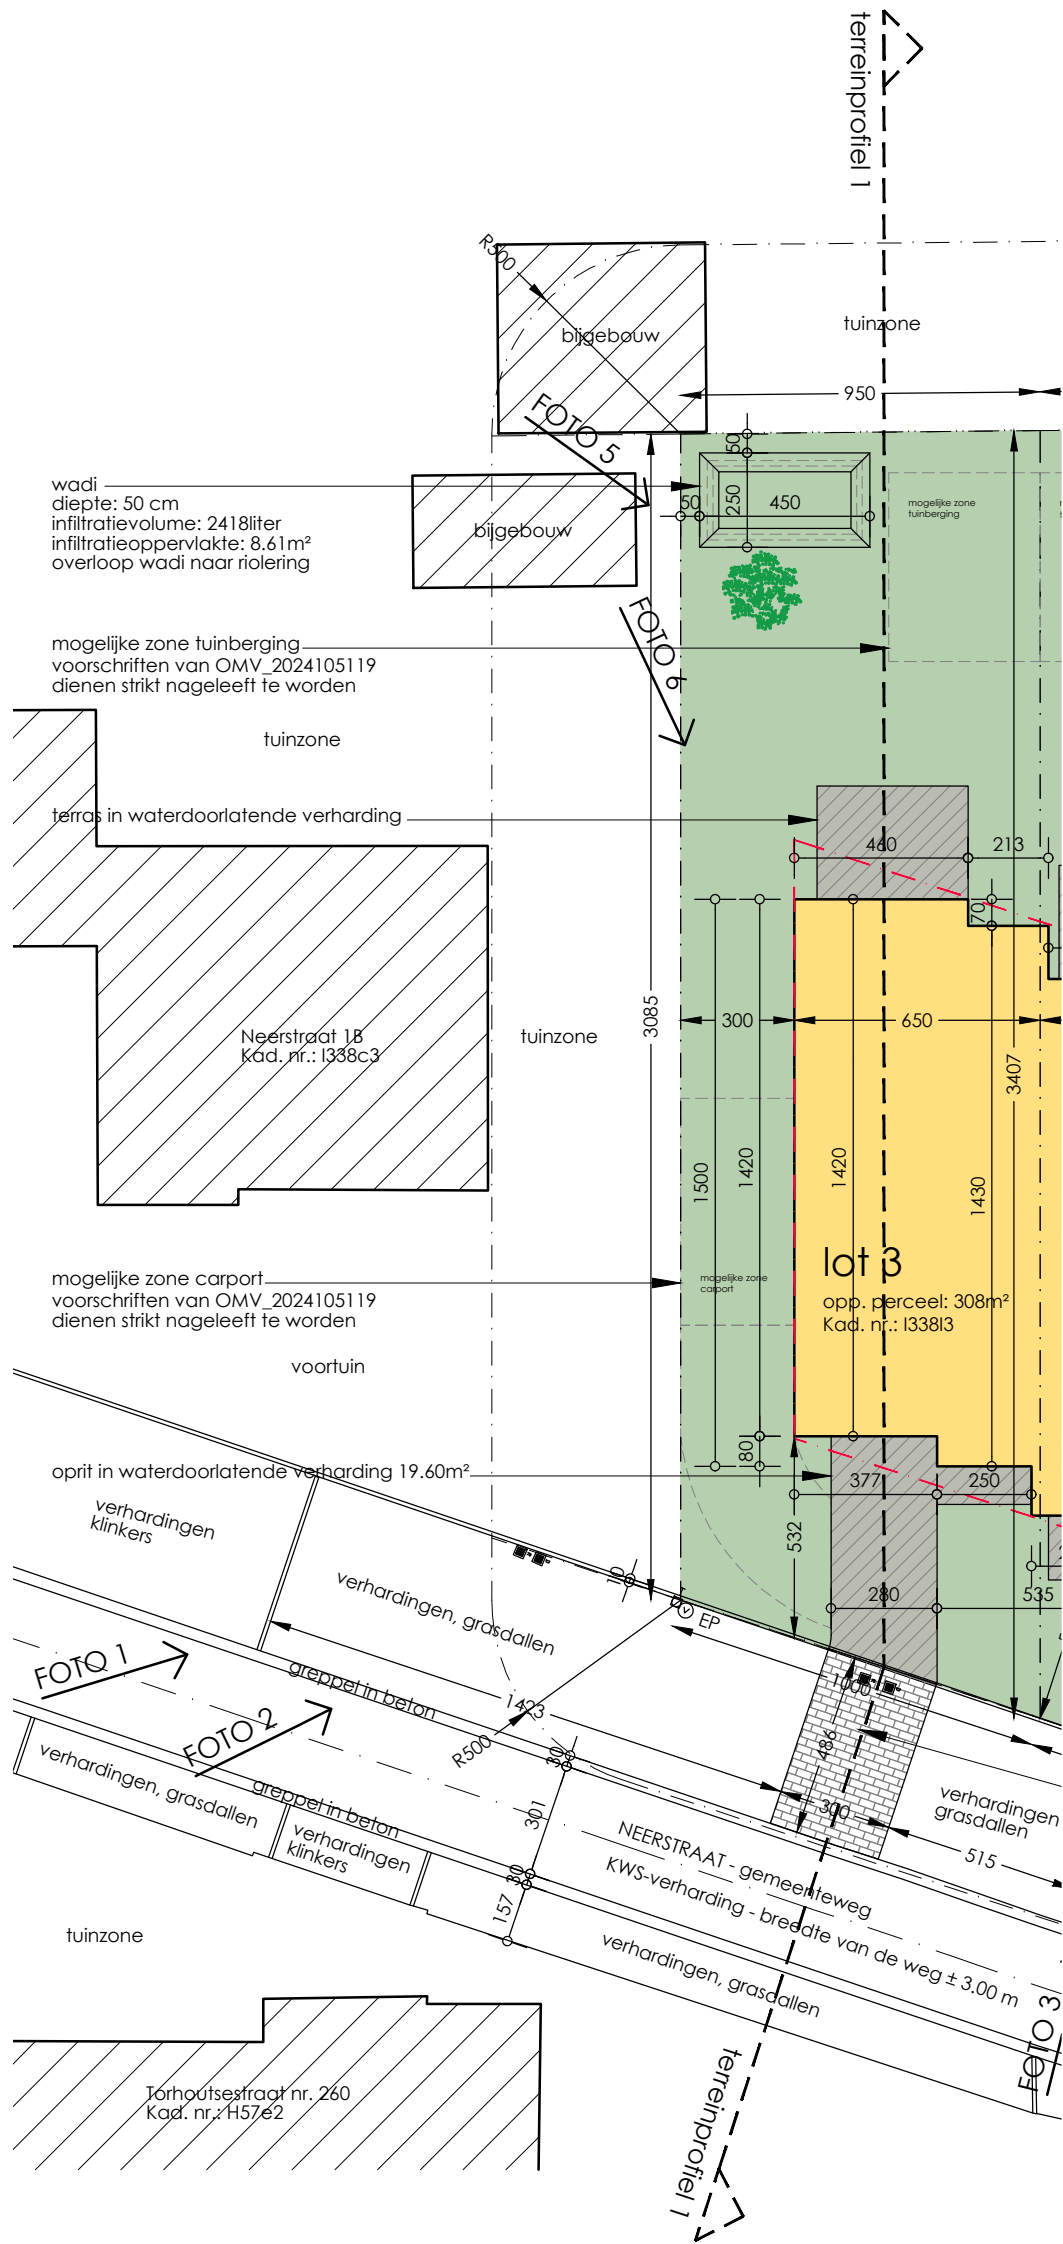 terreinprofiel 1
R500
bijgebouw
tuinzone
950
FOTO 5
50
wadi
diepte: 50 cm
infiltratievolume: 2418liter
infiltratieoppervlakte: 8.61m²
overloop wadi naar riolering
50
250
450
mogelijke zone
tuinberging
bijgebouw
FOTO 6
mogelijke zone tuinberging
voorschriften van OMV_2024105119
dienen strikt nageleeft te worden
tuinzone
terras in waterdoorlatende verharding
460
213
70
3085
300
650
3407
Neerstraat 1B
Kad. nr.: I338c3
tuinzone
1500
1420
1420
1430
lot 3
opp. perceel: 308m²
Kad. nr.: I338l3
mogelijke zone
carport
mogelijke zone carport
voorschriften van OMV_2024105119
dienen strikt nageleeft te worden
voortuin
80
oprit in waterdoorlatende verharding 19.60m²
377
250
532
verhardingen
klinkers
10
verhardingen, grasdallen
280
535
EP
FOTO 1
greppel in beton
1423
1000
FOTO 2
R500
486
30
verhardingen, grasdallen
greppel in beton
301
300
verhardingen
grasdallen
verhardingen
klinkers
NEERSTRAAT - gemeenteweg
KWS-verharding - breedte van de weg ± 3.00 m
515
30
157
tuinzone
verhardingen, grasdallen
FOTO 3
Torhoutsestraat nr. 260
Kad. nr.: H57e2
terreinprofiel 1